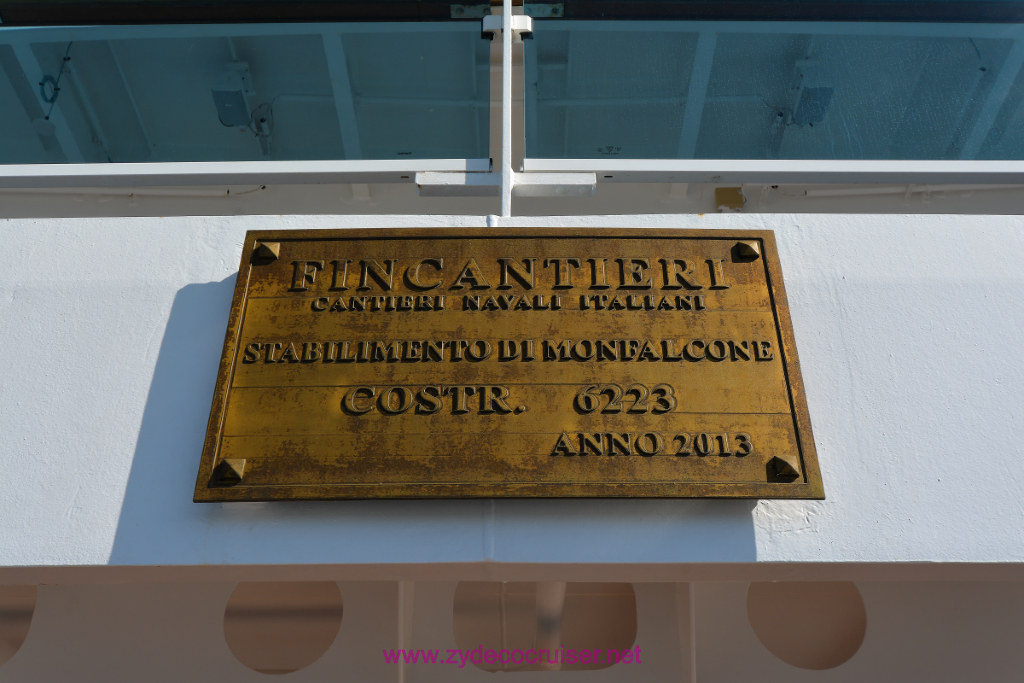 FINCANTIERI
CANTIERI NAVALI ITALIANI
STABILIMENTO DI MONFALCONE
COSTR. 6223
ANNO 2013
www.zydecocruiser.net